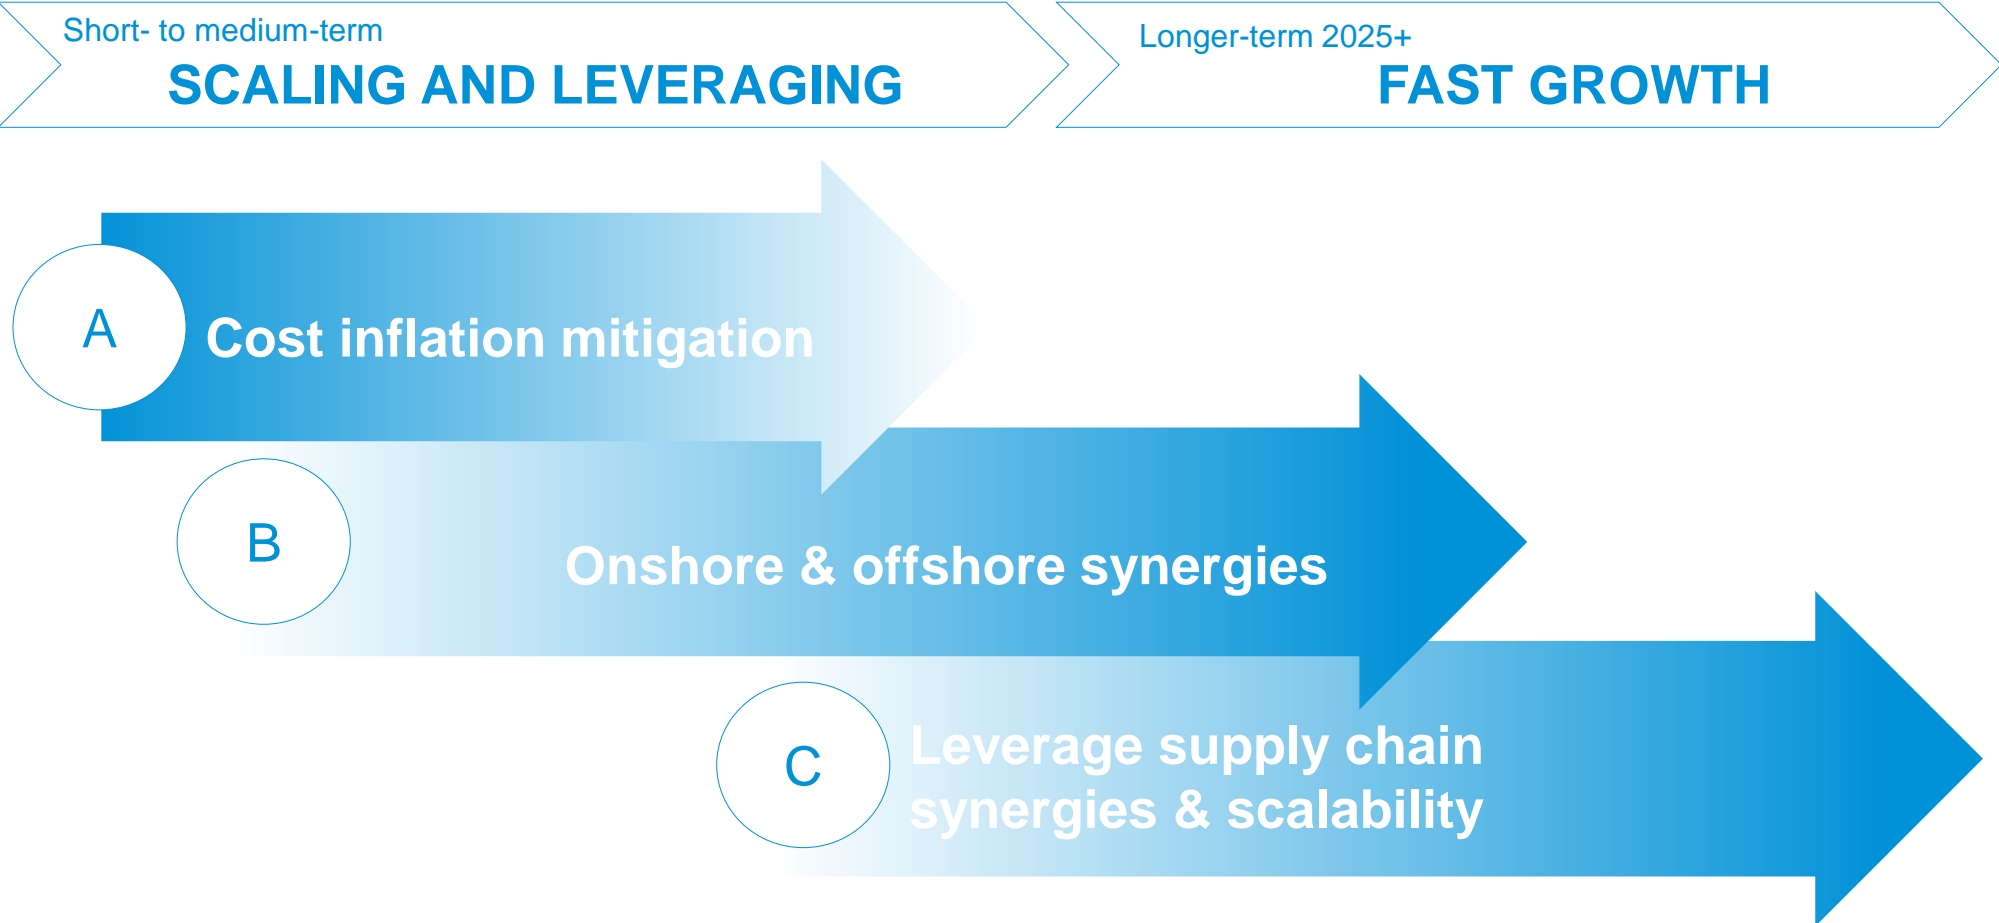 Short- to medium-term
SCALING AND LEVERAGING
Longer-term 2025+
FAST GROWTH
A
Cost inflation mitigation
B
Onshore & offshore synergies
C
Leverage supply chain
synergies & scalability